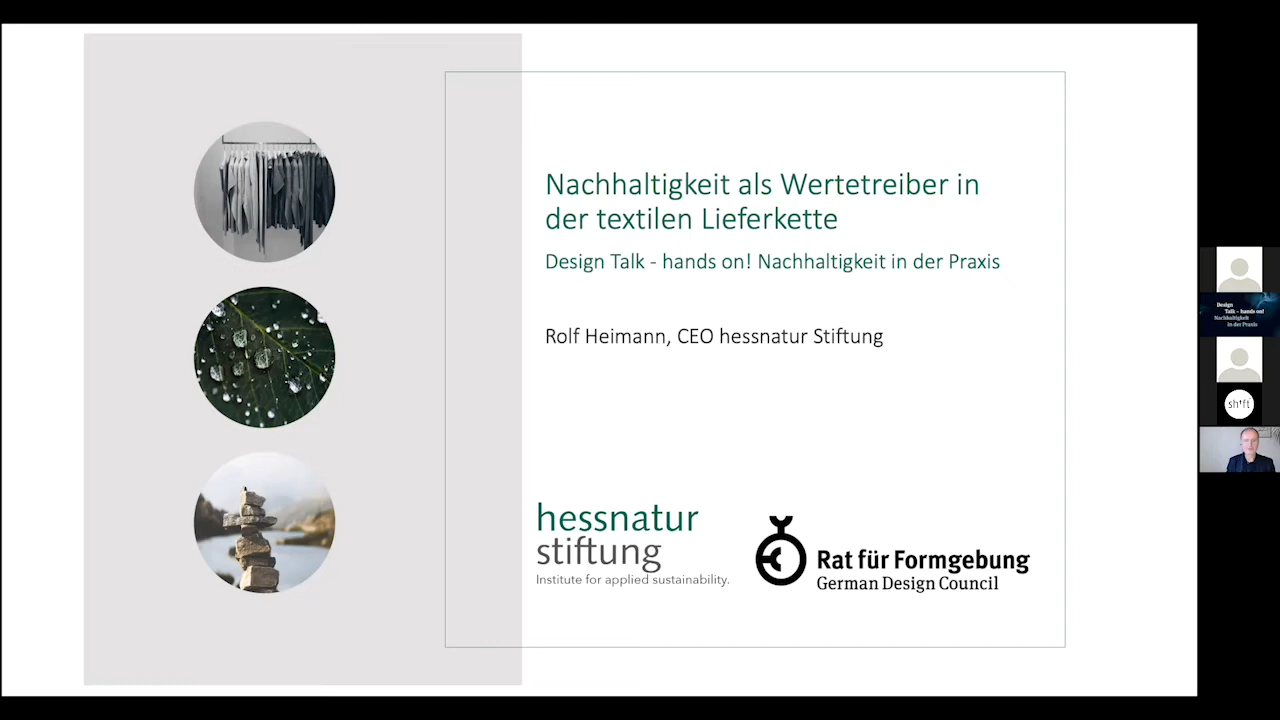 Nachhaltigkeit als Wertetreiber in
der textilen Lieferkette
Design Talk - hands on! Nachhaltigkeit in der Praxis
Rolf Heimann, CEO hessnatur Stiftung
hessnatur
stiftung
Institute for applied sustainability.
Rat für Formgebung
German Design Council
Design
Talk – hands on!
Nachhaltigkeit
in der Praxis
sh!ft